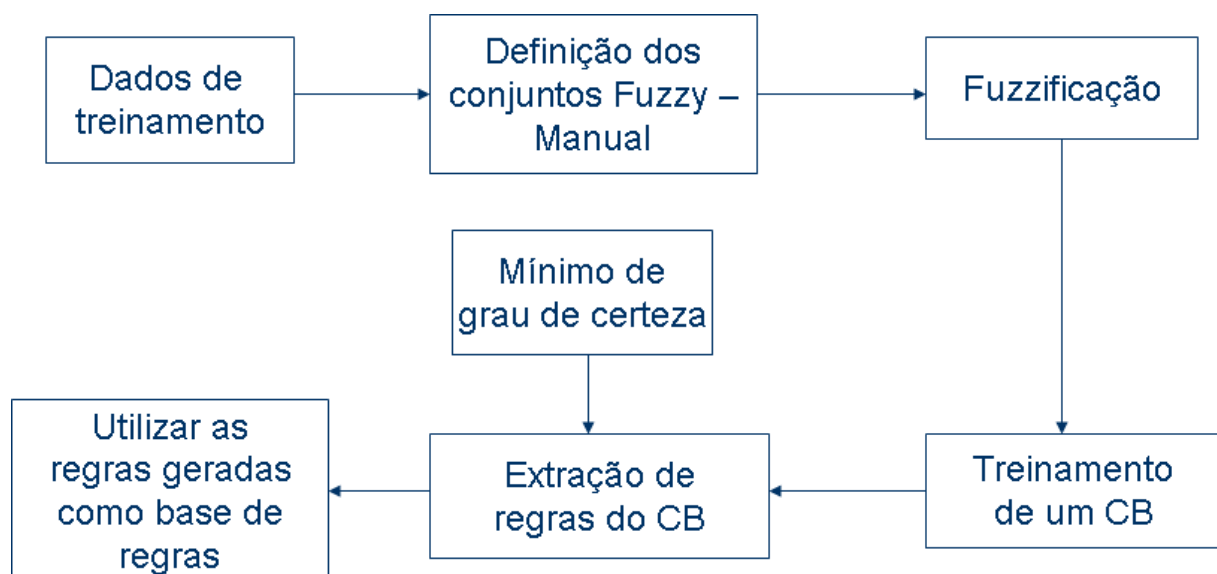 Dados de
treinamento
Definição dos
conjuntos Fuzzy –
Manual
Fuzzificação
Mínimo de
grau de certeza
Utilizar as
regras geradas
como base de
regras
Extração de
regras do CB
Treinamento
de um CB